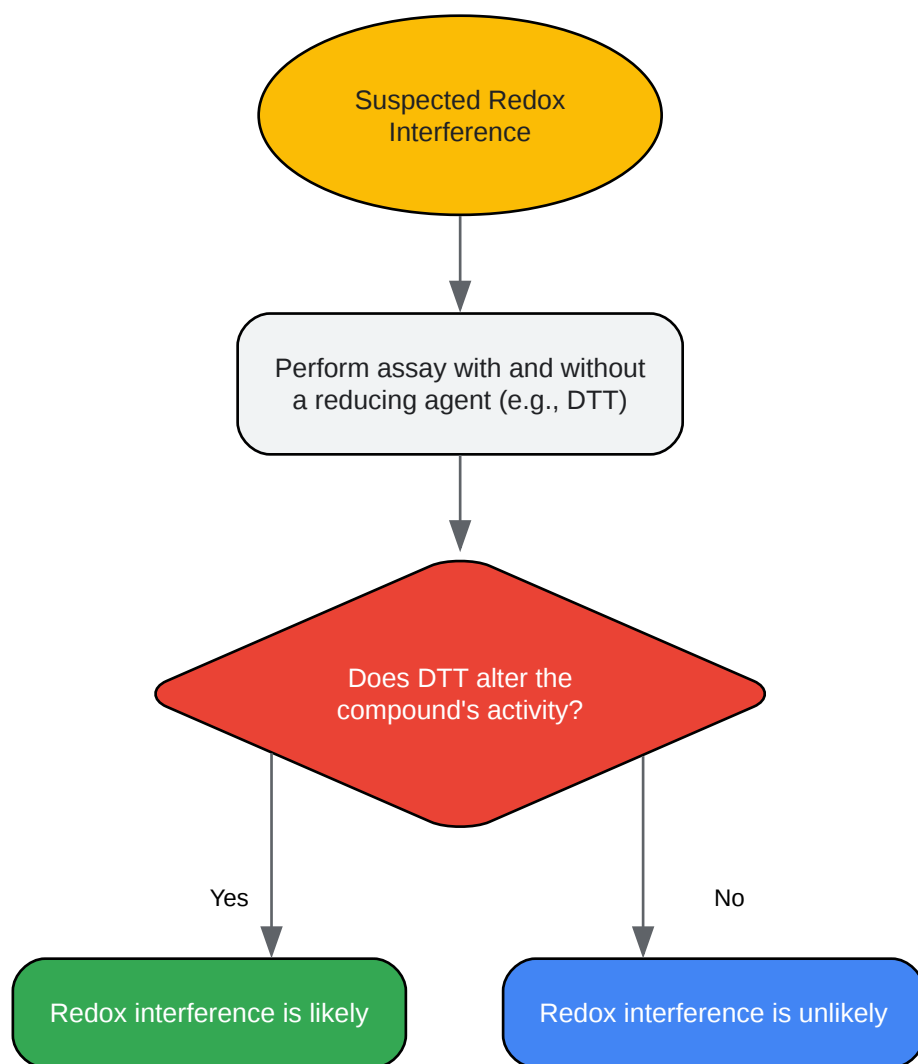 Suspected Redox
Interference
Perform assay with and without
a reducing agent (e.g., DTT)
Does DTT alter the
compound's activity?
Yes
No
Redox interference is likely
Redox interference is unlikely